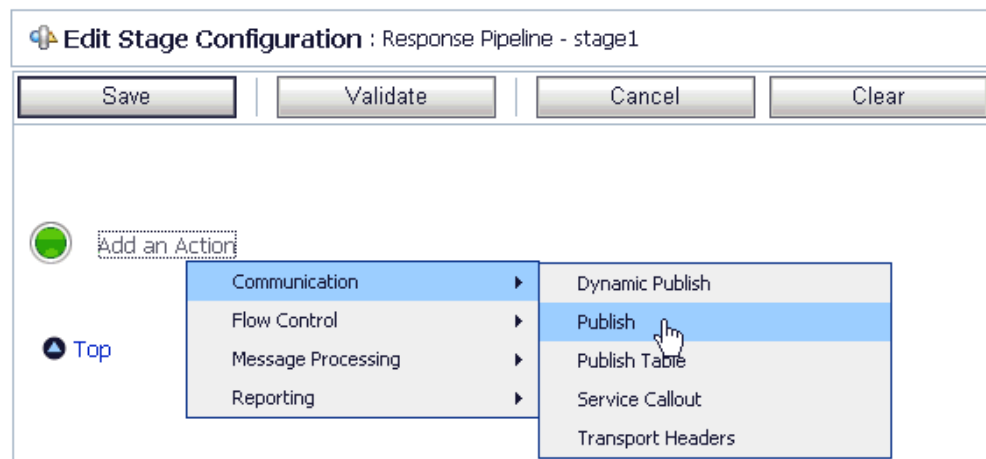 Edit Stage Configuration : Response Pipeline - stage1
Save Validate Cancel Clear
Add an Action
Communication
Flow Control
Message Processing
Reporting
Dynamic Publish
Publish
Publish Table
Service Callout
Transport Headers
Top